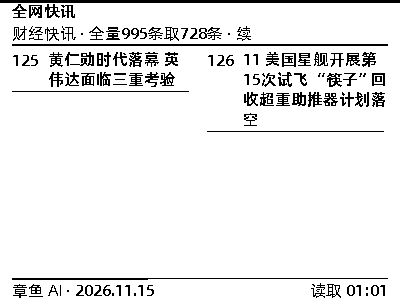 全网快讯
财经快讯 · 全量995条取728条 · 续
125 黄仁勋时代落幕 英
伟达面临三重考验
126 11 美国星舰开展第
15次试飞 “筷子”回
收超重助推器计划落
空
章鱼 AI · 2026.11.15
读取 01:01